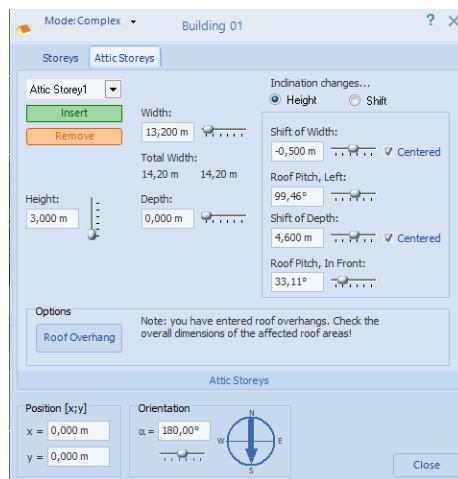 Mode: Complex
Building 01
? ×
Storeys Attic Storeys
Attic Storey1
Insert
Remove
Width:
13,200 m
Total Width:
14,20 m 14,20 m
Height:
3,000 m
Depth:
0,000 m
Inclination changes...
Height Shift
Shift of Width:
-0,500 m Centered
Roof Pitch, Left:
99,46°
Shift of Depth:
4,600 m Centered
Roof Pitch, In Front:
33,11°
Options
Roof Overhang
Note: you have entered roof overhangs. Check the
overall dimensions of the affected roof areas!
Attic Storeys
Position [x;y]
x = 0,000 m
y = 0,000 m
Orientation
α = 180,00°
N
W E
S
Close